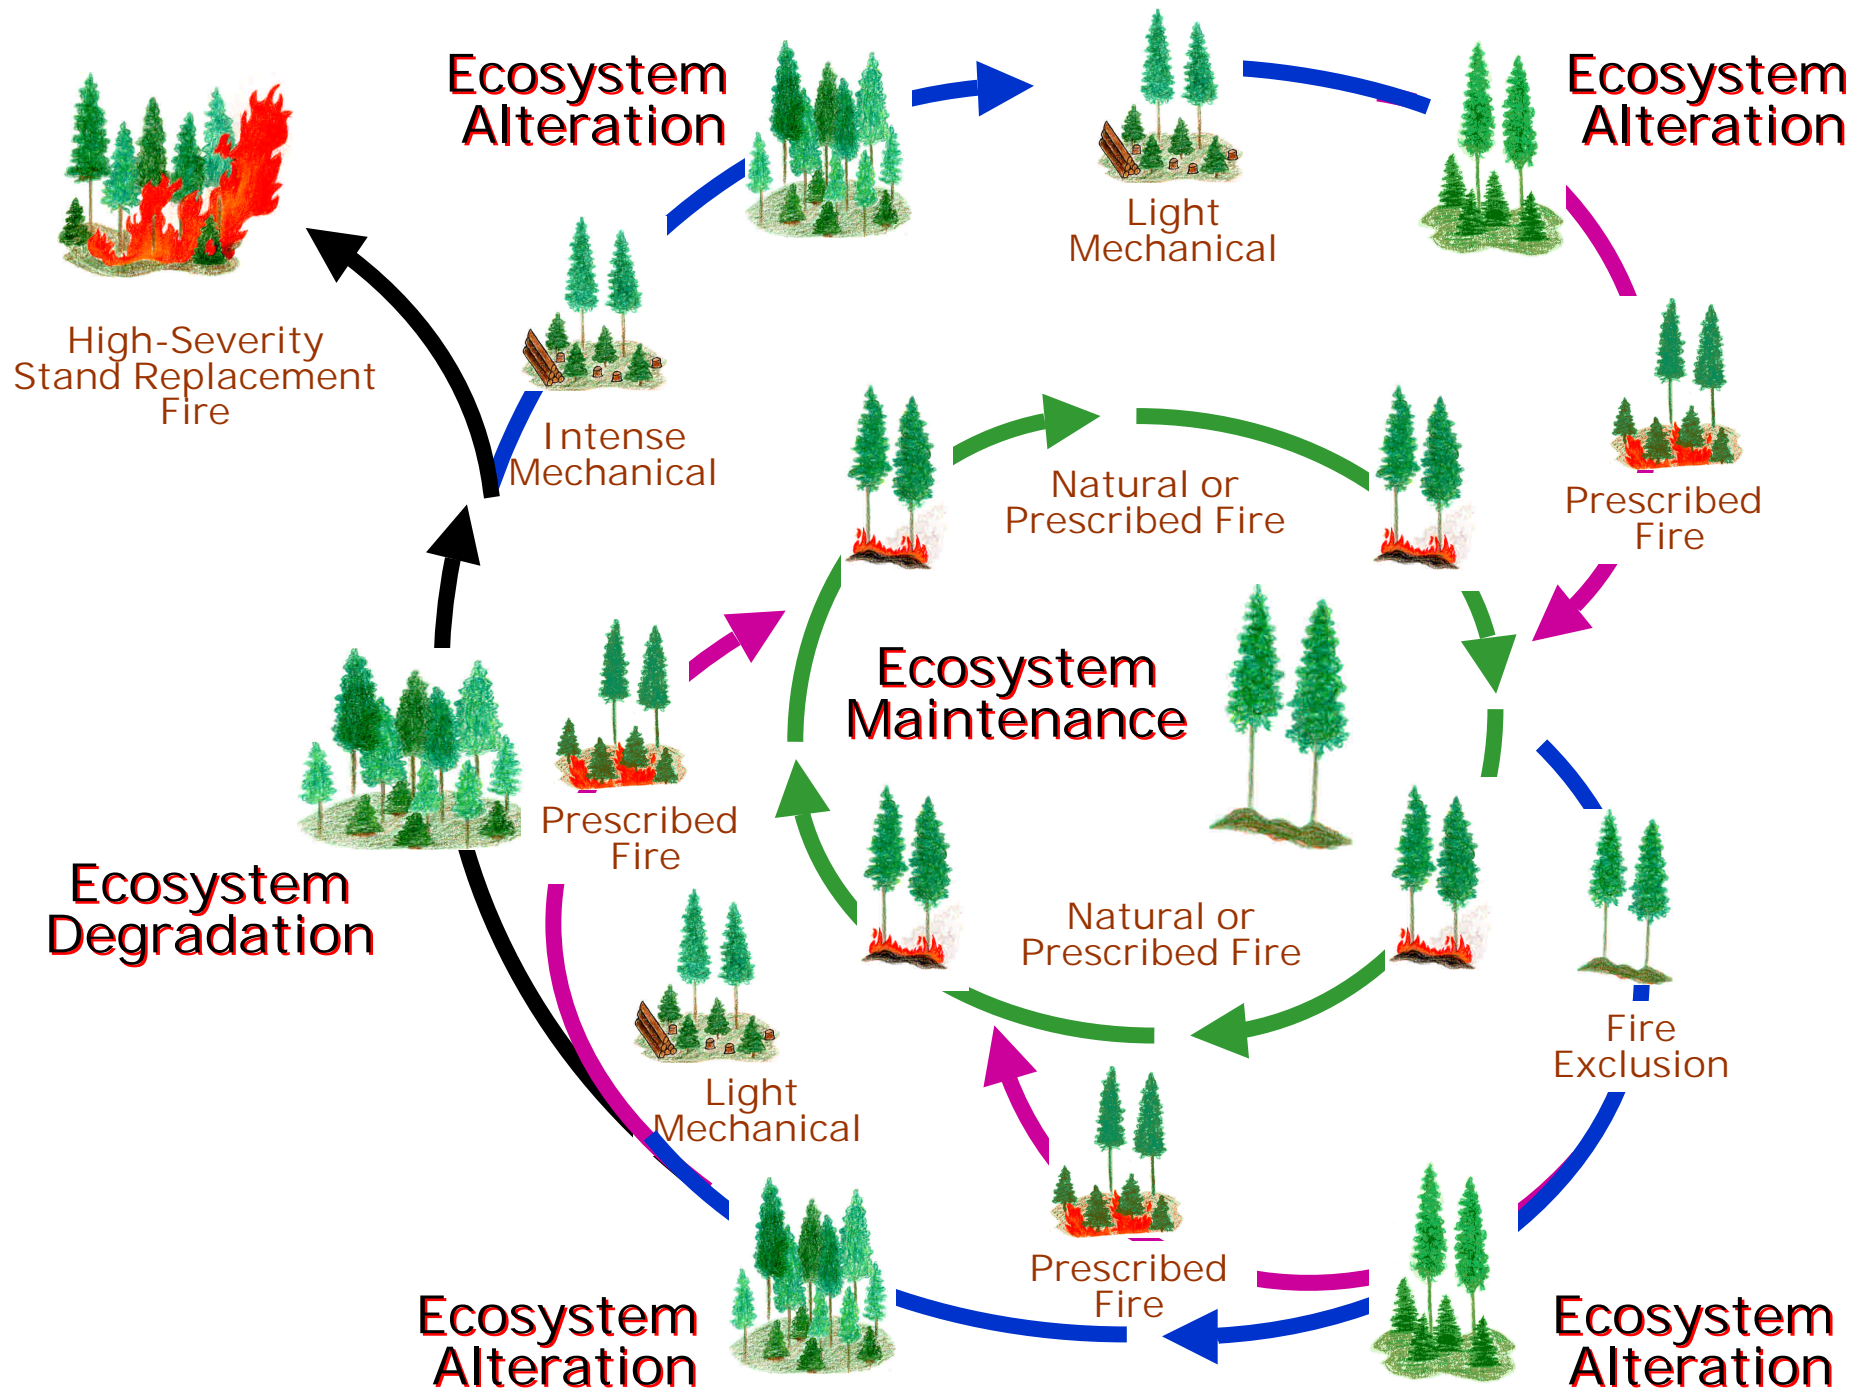 Ecosystem
Alteration
Ecosystem
Alteration
Light
Mechanical
High-Severity
Stand Replacement
Fire
Intense
Mechanical
Natural or
Prescribed Fire
Prescribed
Fire
Ecosystem
Maintenance
Prescribed
Fire
Ecosystem
Degradation
Natural or
Prescribed Fire
Fire
Exclusion
Light
Mechanical
Prescribed
Fire
Ecosystem
Alteration
Ecosystem
Alteration